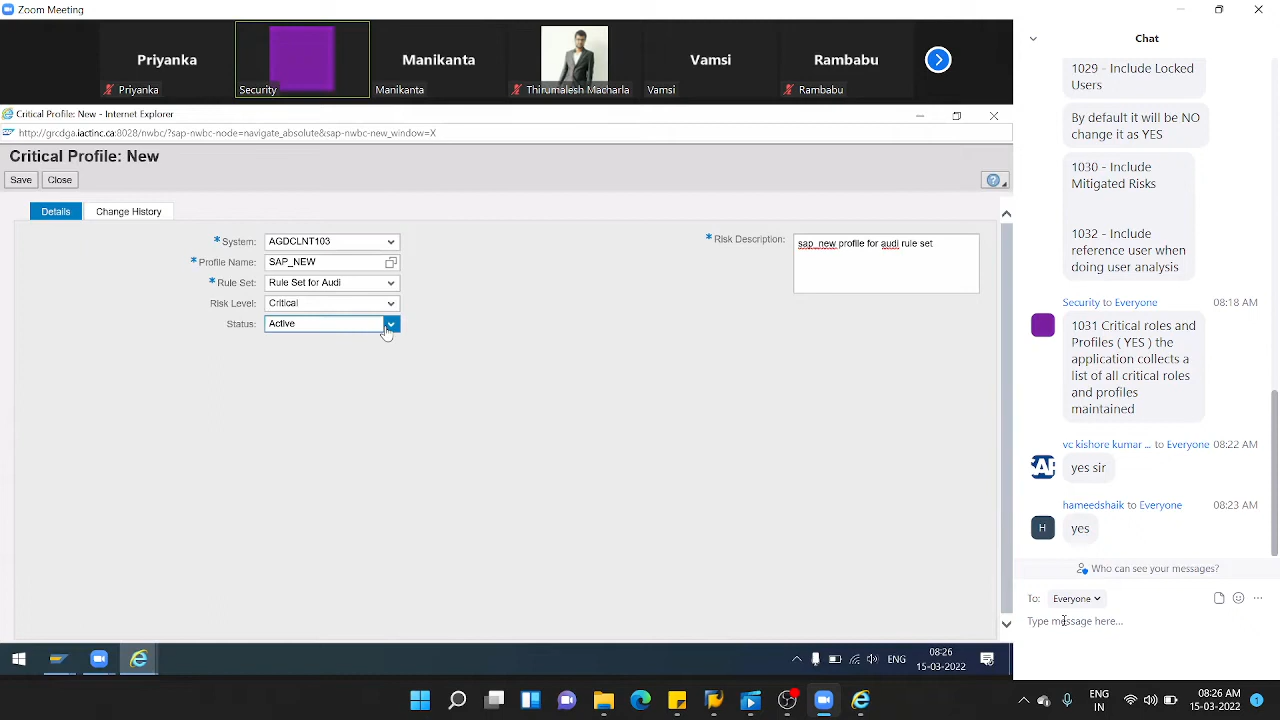 Zoom Meeting
Priyanka
Manikanta
Vamsi
Rambabu
Priyanka
Security
Manikanta
Thirumalesh Macharla
Vamsi
Rambabu
Critical Profile: New - Internet Explorer
http://grcdga.iactinc.ca:8028/nwbc/?sap-nwbc-node=navigate_absolute&sap-nwbc-new_window=X
Critical Profile: New
Save Close
Details Change History
* System: AGDCLNT103
* Profile Name: SAP_NEW
* Rule Set: Rule Set for Audi
Risk Level: Critical
Status: Active
* Risk Description: sap_new profile for audi rule set
08:26
ENG
15-03-2022
Chat
1029 - Include Locked
Users
By default it will be NO
change it as YES
1030 - Include
Mitigated Risks
1032 - Include
reference user when
doing user analysis
Security to Everyone 08:18 AM
1031 Critical roles and
Profiles ( YES ) the
application collects a
list of all critical roles
and profiles
maintained
vc kishore kumar ... to Everyone 08:22 AM
yes sir
hameedshaik to Everyone 08:23 AM
H
yes
Who can see your messages?
To: Everyone
Type message here...
ENG
IN
08:26 AM
15-03-2022
1